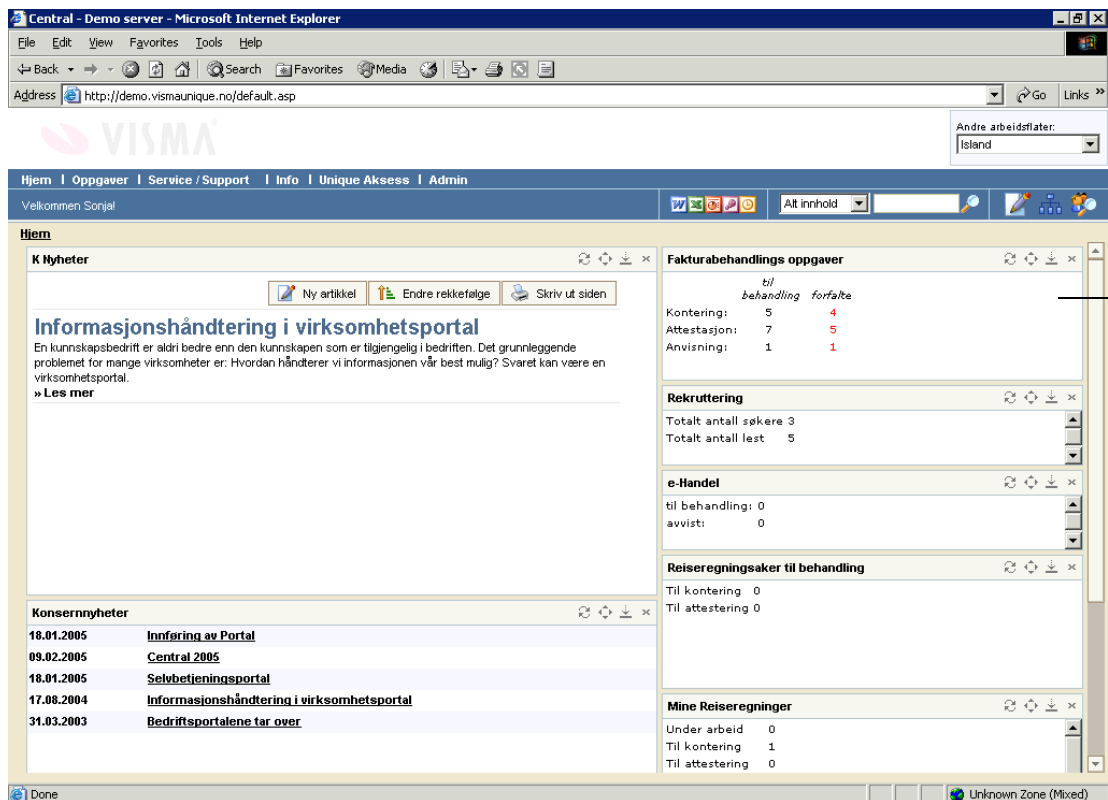 Central - Demo server - Microsoft Internet Explorer
File Edit View Favorites Tools Help
Back Search Favorites Media
Address http://demo.vismaunique.no/default.asp Go Links »
VISMA
Andre arbeidsflater:
Island
Hjem | Oppgaver | Service / Support | Info | Unique Aksess | Admin
Velkommen Sonja!
Alt innhold
Hjem
K Nyheter
Ny artikkel Endre rekkefølge Skriv ut siden
Informasjonshåndtering i virksomhetsportal
En kunnskapsbedrift er aldri bedre enn den kunnskapen som er tilgjengelig i bedriften. Det grunnleggende
problemet for mange virksomheter er: Hvordan håndterer vi informasjonen vår best mulig? Svaret kan være en
virksomhetsportal.
» Les mer
Konsernnyheter
18.01.2005 Innføring av Portal
09.02.2005 Central 2005
18.01.2005 Selvbetjeningsportal
17.08.2004 Informasjonshåndtering i virksomhetsportal
31.03.2003 Bedriftsportalene tar over
Fakturabehandlings oppgaver
til
behandling forfalte
Kontering: 5 4
Attestasjon: 7 5
Anvisning: 1 1
Rekruttering
Totalt antall søkere 3
Totalt antall lest 5
e-Handel
til behandling: 0
avvist: 0
Reiseregningsaker til behandling
Til kontering 0
Til attestering 0
Mine Reiseregninger
Under arbeid 0
Til kontering 1
Til attestering 0
Done
Unknown Zone (Mixed)